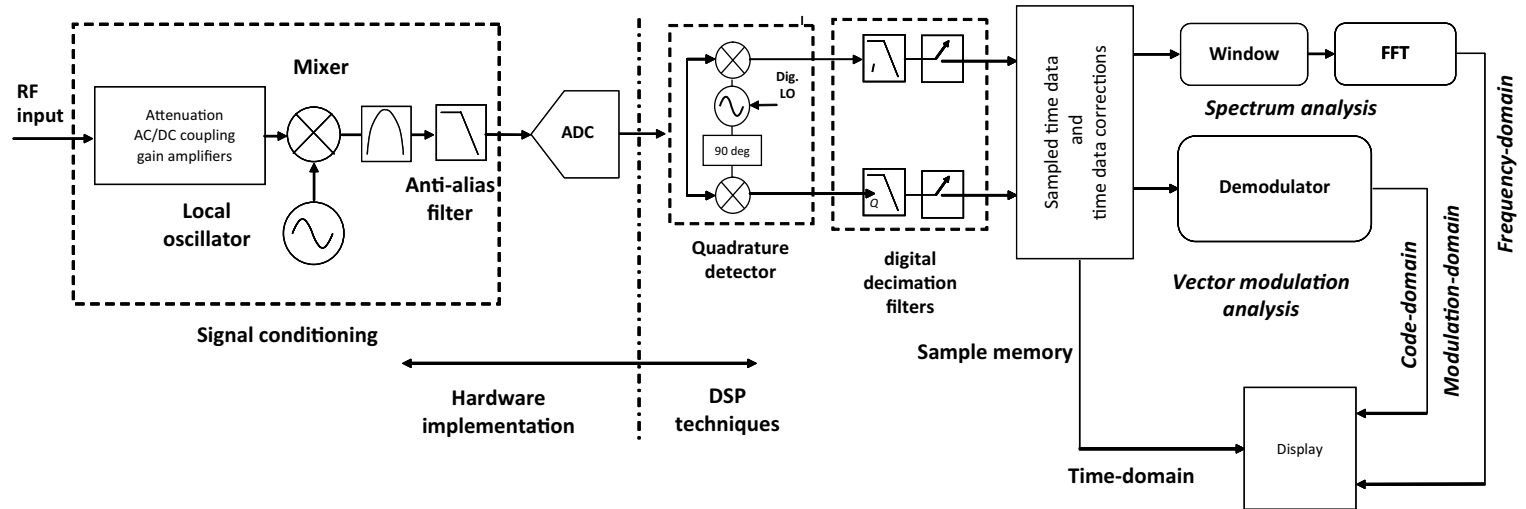 RF
input
Attenuation
AC/DC coupling
gain amplifiers
Mixer
Local
oscillator
Anti-alias
filter
Signal conditioning
ADC
Hardware
implementation
DSP
techniques
I
Dig.
LO
90 deg
Quadrature
detector
I
Q
digital
decimation
filters
Sampled time data
and
time data corrections
Sample memory
Window
FFT
Spectrum analysis
Demodulator
Vector modulation
analysis
Code-domain
Modulation-domain
Frequency-domain
Time-domain
Display